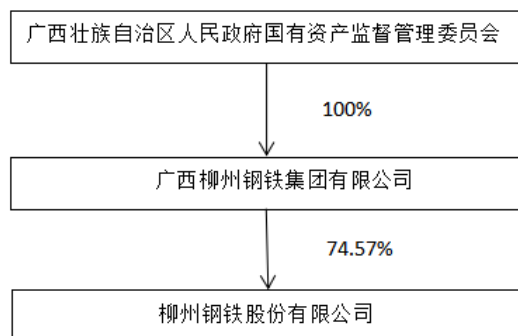 广西壮族自治区人民政府国有资产监督管理委员会
100%
广西柳州钢铁集团有限公司
74.57%
柳州钢铁股份有限公司